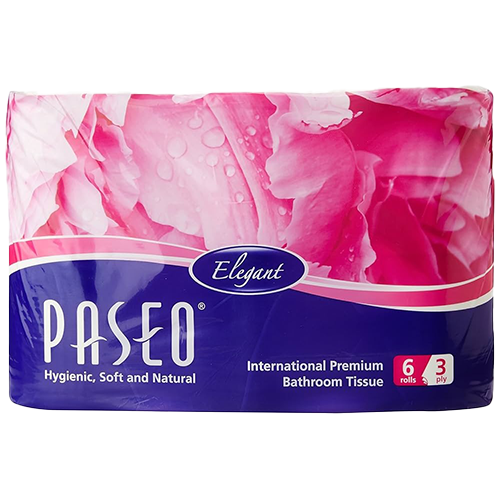 Elegant
PASEO®
Hygienic, Soft and Natural
International Premium
Bathroom Tissue
6
rolls
3
ply